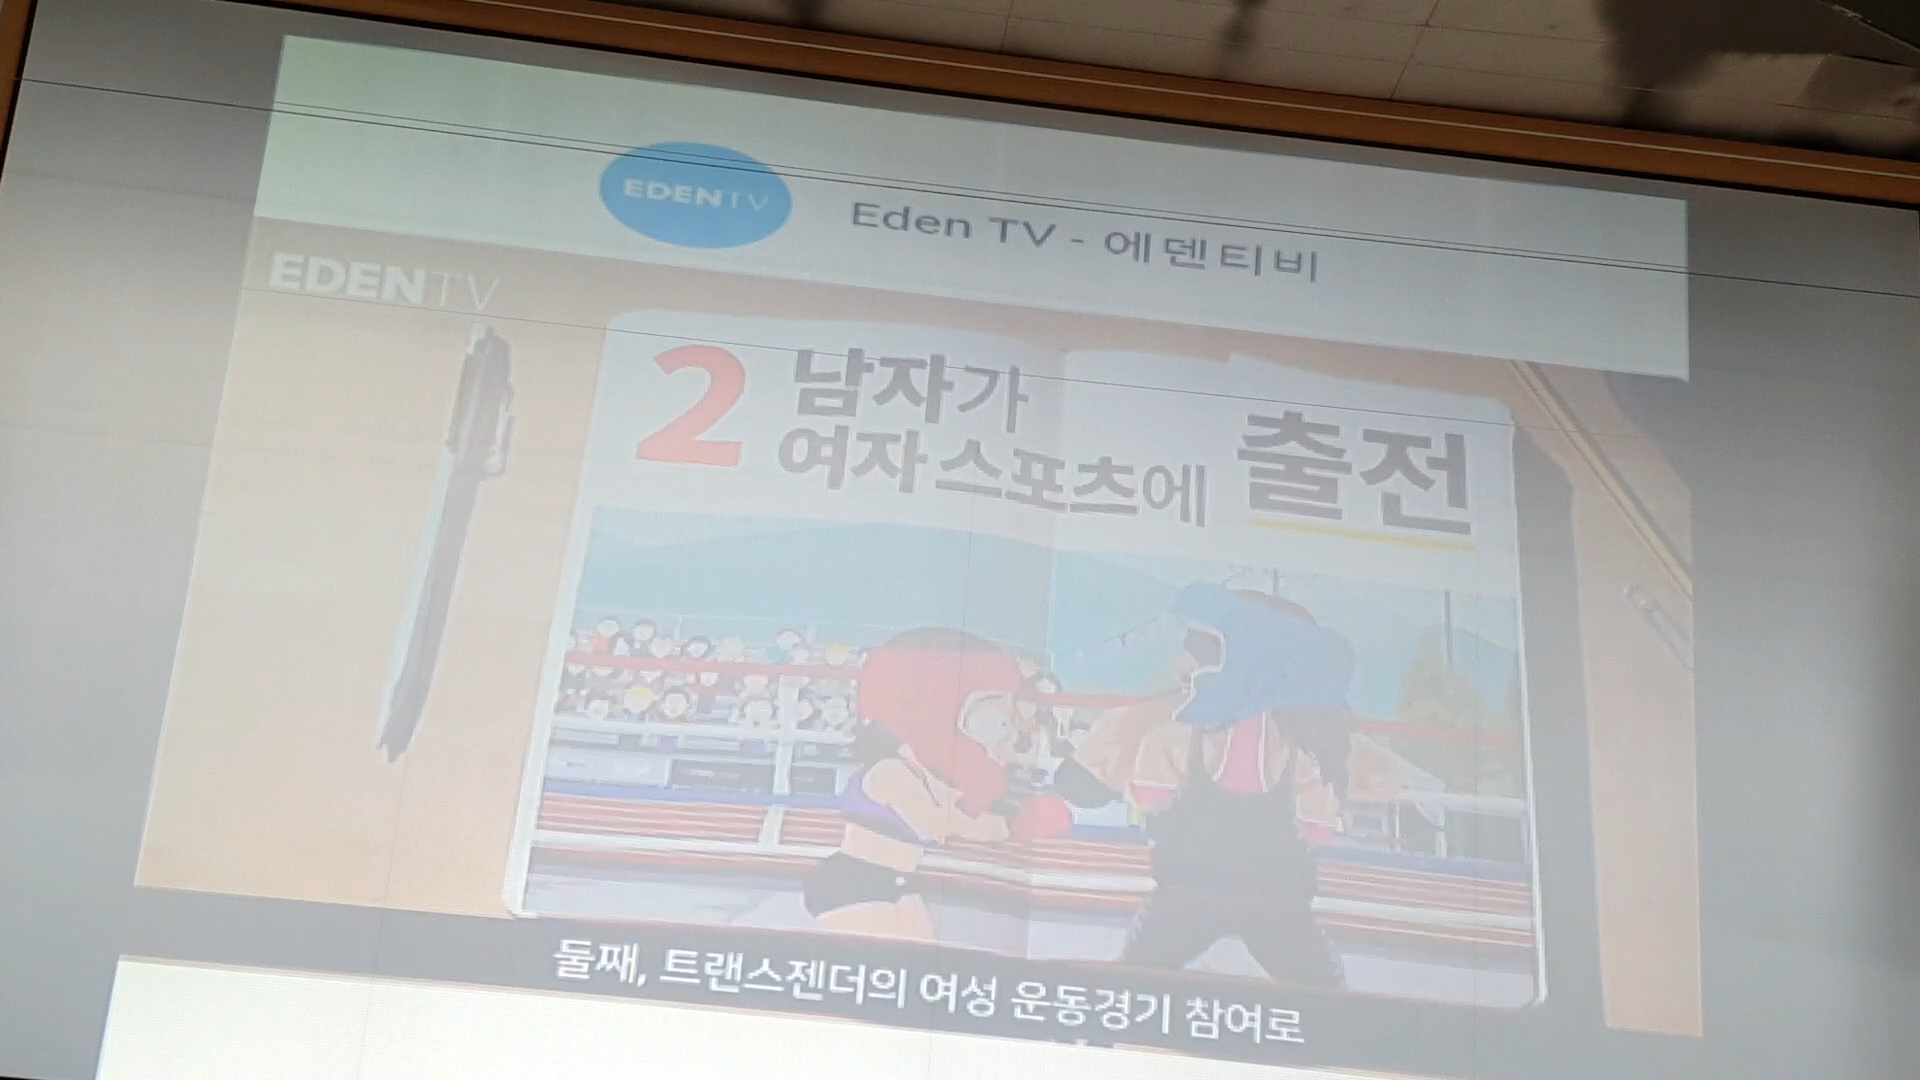 EDENTV
Eden TV - 에덴티비
EDENTV
2 남자가
여자 스포츠에 출전
둘째, 트랜스젠더의 여성 운동경기 참여로